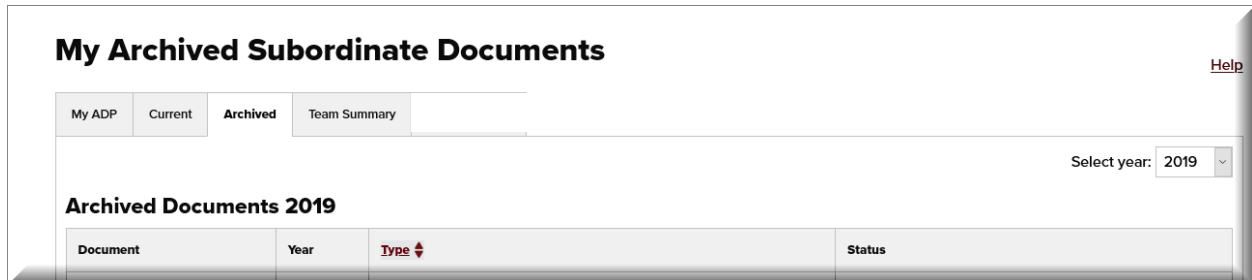 My Archived Subordinate Documents
Help
My ADP Current Archived Team Summary
Select year: 2019
Archived Documents 2019
Document Year Type Status